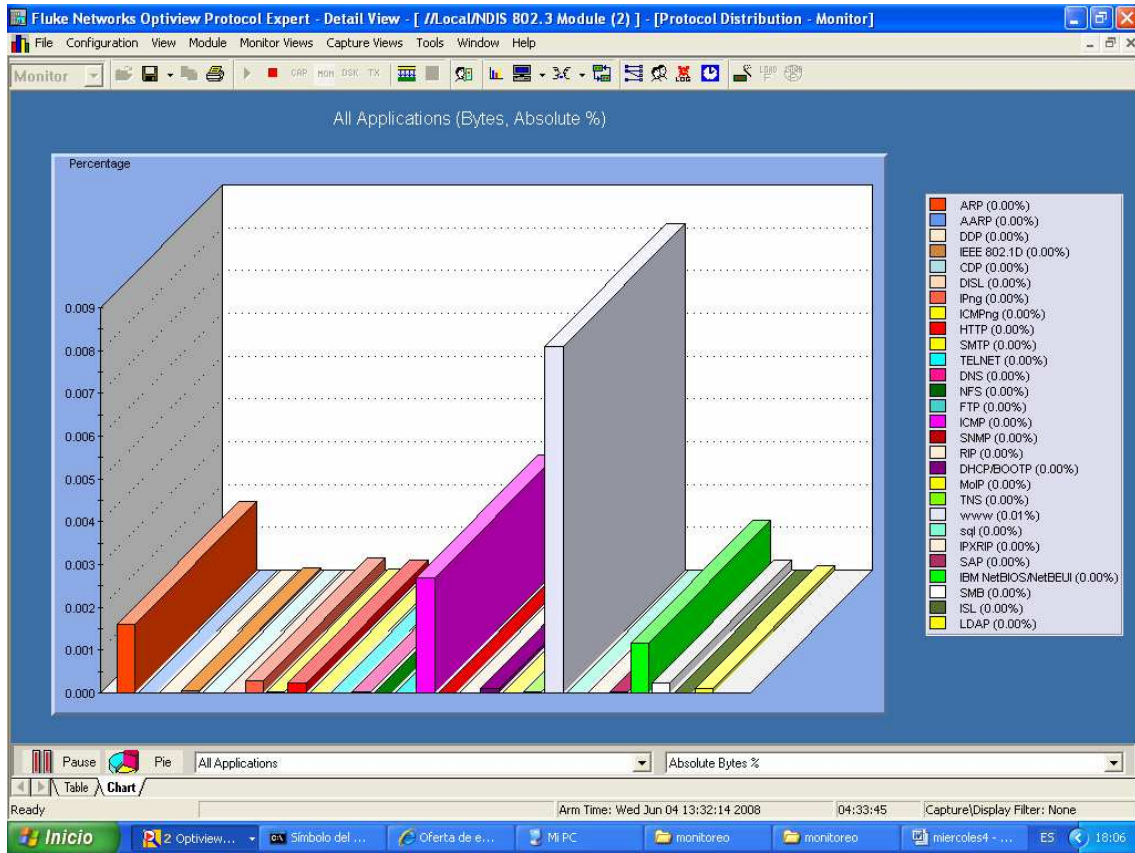 Fluke Networks Optiview Protocol Expert - Detail View - [ //Local/NDIS 802.3 Module (2) ] - [Protocol Distribution - Monitor]
File Configuration View Module Monitor Views Capture Views Tools Window Help
Monitor CAP MON DSK TX LOAD
All Applications (Bytes, Absolute %)
Percentage
0.009
0.008
0.007
0.006
0.005
0.004
0.003
0.002
0.001
0.000
ARP (0.00%)
AARP (0.00%)
DDP (0.00%)
IEEE 802.1D (0.00%)
CDP (0.00%)
DISL (0.00%)
IPng (0.00%)
ICMPng (0.00%)
HTTP (0.00%)
SMTP (0.00%)
TELNET (0.00%)
DNS (0.00%)
NFS (0.00%)
FTP (0.00%)
ICMP (0.00%)
SNMP (0.00%)
RIP (0.00%)
DHCP/BOOTP (0.00%)
MoIP (0.00%)
TNS (0.00%)
www (0.01%)
sql (0.00%)
IPXRIP (0.00%)
SAP (0.00%)
IBM NetBIOS/NetBEUI (0.00%)
SMB (0.00%)
ISL (0.00%)
LDAP (0.00%)
Pause Pie All Applications Absolute Bytes %
Table Chart
Ready Arm Time: Wed Jun 04 13:32:14 2008 04:33:45 Capture\Display Filter: None
Inicio 2 Optiview... Símbolo del ... Oferta de e... Mi PC monitoreo monitoreo miercoles4 - ... ES 18:06